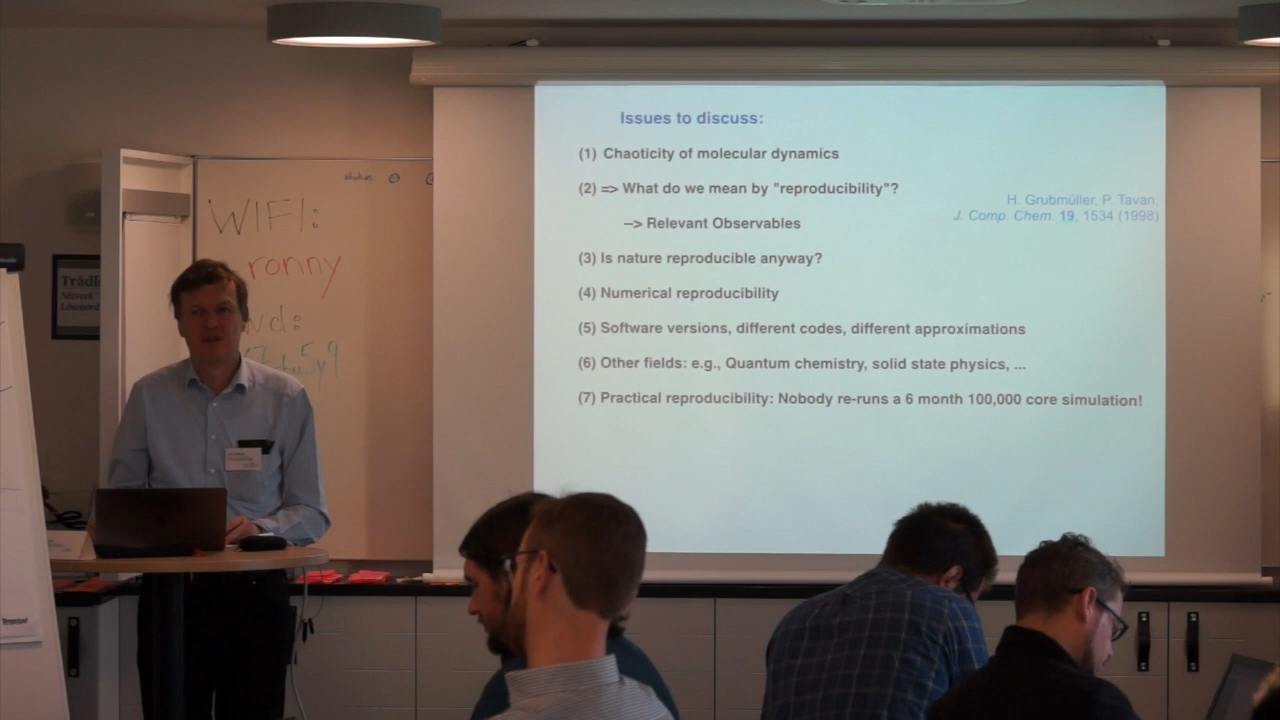 WIFI:
ronny
Issues to discuss:
(1) Chaoticity of molecular dynamics
(2) => What do we mean by "reproducibility"?
H. Grubmüller, P. Tavan,
J. Comp. Chem. 19, 1534 (1998)
--> Relevant Observables
(3) Is nature reproducible anyway?
(4) Numerical reproducibility
(5) Software versions, different codes, different approximations
(6) Other fields: e.g., Quantum chemistry, solid state physics, ...
(7) Practical reproducibility: Nobody re-runs a 6 month 100,000 core simulation!